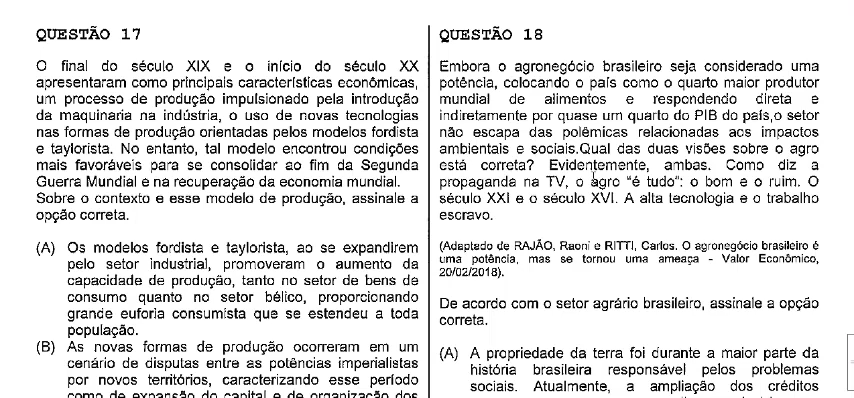 QUESTÃO 17
O final do século XIX e o início do século XX
apresentaram como principais características econômicas,
um processo de produção impulsionado pela introdução
da maquinaria na indústria, o uso de novas tecnologias
nas formas de produção orientadas pelos modelos fordista
e taylorista. No entanto, tal modelo encontrou condições
mais favoráveis para se consolidar ao fim da Segunda
Guerra Mundial e na recuperação da economia mundial.
Sobre o contexto e esse modelo de produção, assinale a
opção correta.
(A) Os modelos fordista e taylorista, ao se expandirem
pelo setor industrial, promoveram o aumento da
capacidade de produção, tanto no setor de bens de
consumo quanto no setor bélico, proporcionando
grande euforia consumista que se estendeu a toda
população.
(B) As novas formas de produção ocorreram em um
cenário de disputas entre as potências imperialistas
por novos territórios, caracterizando esse período
como de expansão do capital e de organização dos
QUESTÃO 18
Embora o agronegócio brasileiro seja considerado uma
potência, colocando o país como o quarto maior produtor
mundial de alimentos e respondendo direta e
indiretamente por quase um quarto do PIB do país,o setor
não escapa das polêmicas relacionadas aos impactos
ambientais e sociais.Qual das duas visões sobre o agro
está correta? Evidentemente, ambas. Como diz a
propaganda na TV, o agro "é tudo": o bom e o ruim. O
século XXI e o século XVI. A alta tecnologia e o trabalho
escravo.
(Adaptado de RAJÃO, Raoni e RITTI, Carlos. O agronegócio brasileiro é
uma potência, mas se tornou uma ameaça - Valor Econômico,
20/02/2018).
De acordo com o setor agrário brasileiro, assinale a opção
correta.
(A) A propriedade da terra foi durante a maior parte da
história brasileira responsável pelos problemas
sociais. Atualmente, a ampliação dos créditos